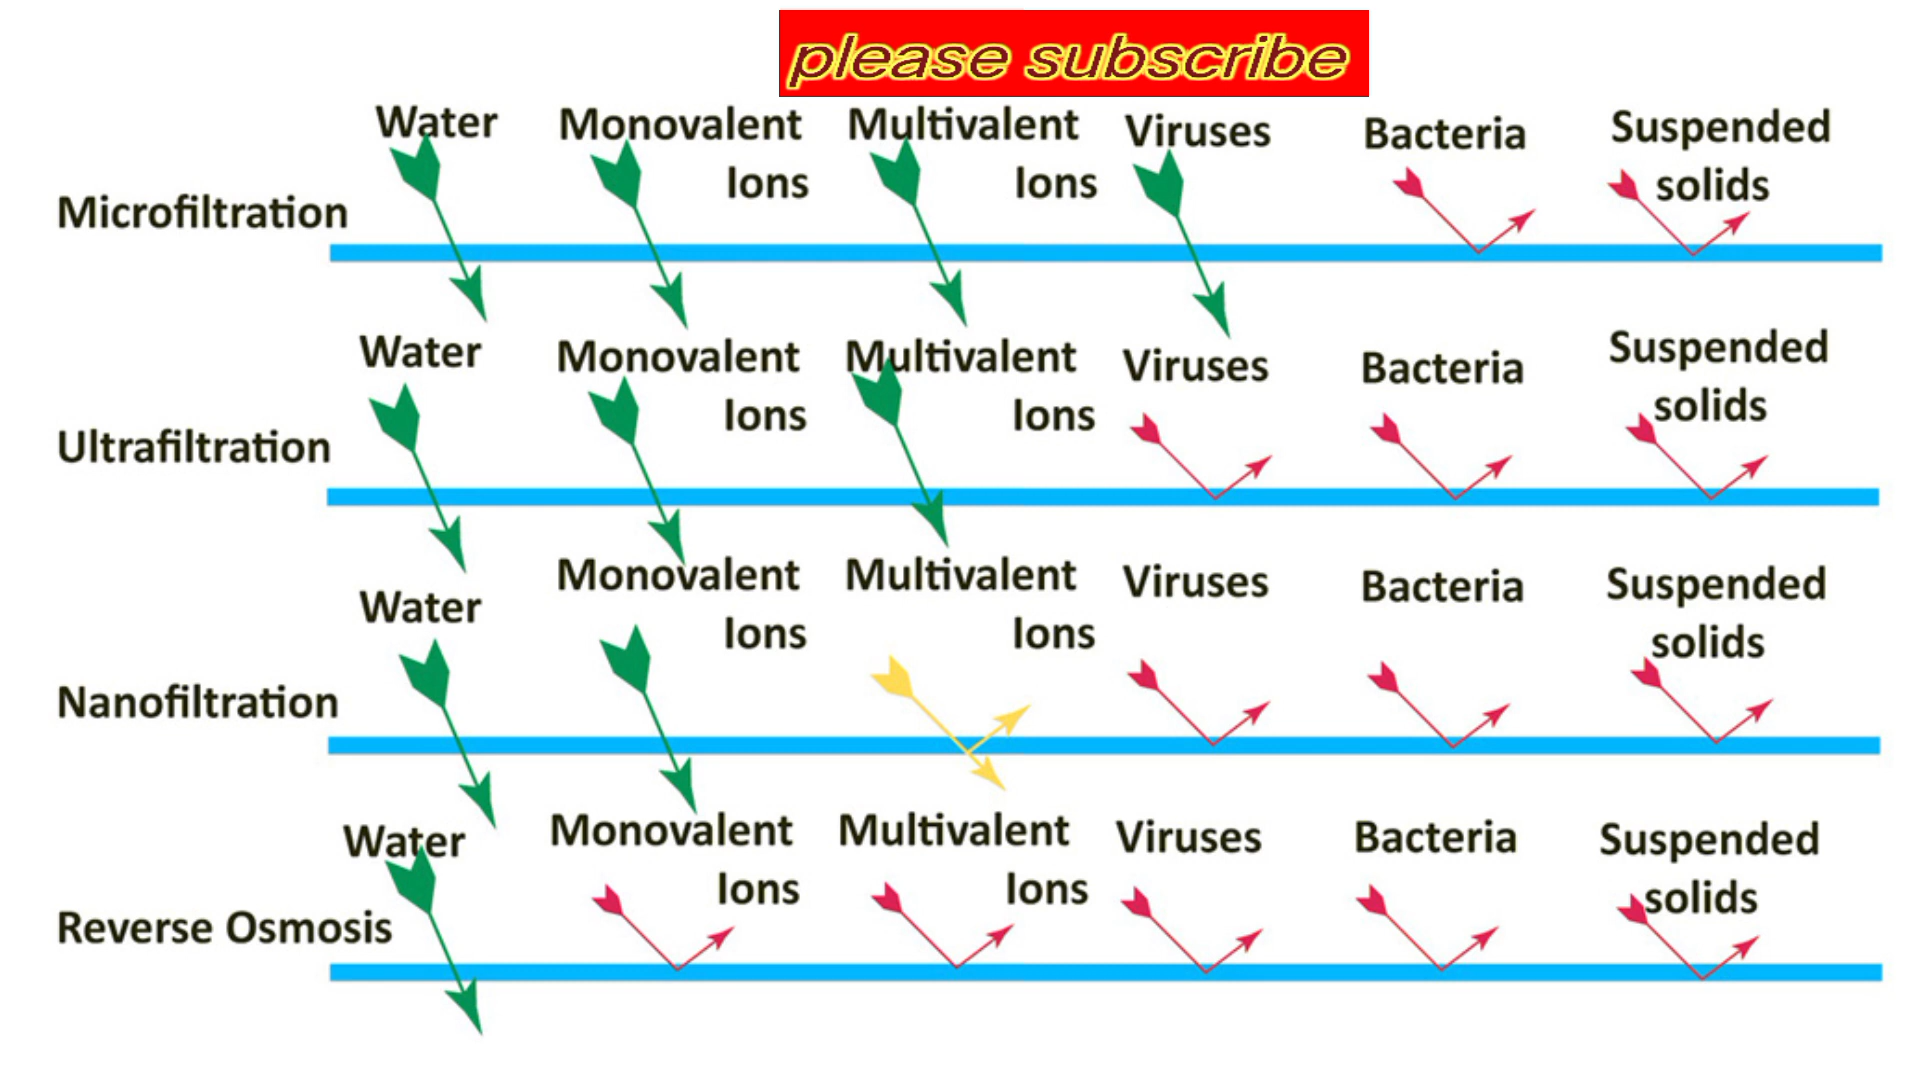 please subscribe
Water
Monovalent
Ions
Multivalent
Ions
Viruses
Bacteria
Suspended
solids
Microfiltration
Water
Monovalent
Ions
Multivalent
Ions
Viruses
Bacteria
Suspended
solids
Ultrafiltration
Water
Monovalent
Ions
Multivalent
Ions
Viruses
Bacteria
Suspended
solids
Nanofiltration
Water
Monovalent
Ions
Multivalent
Ions
Viruses
Bacteria
Suspended
solids
Reverse Osmosis